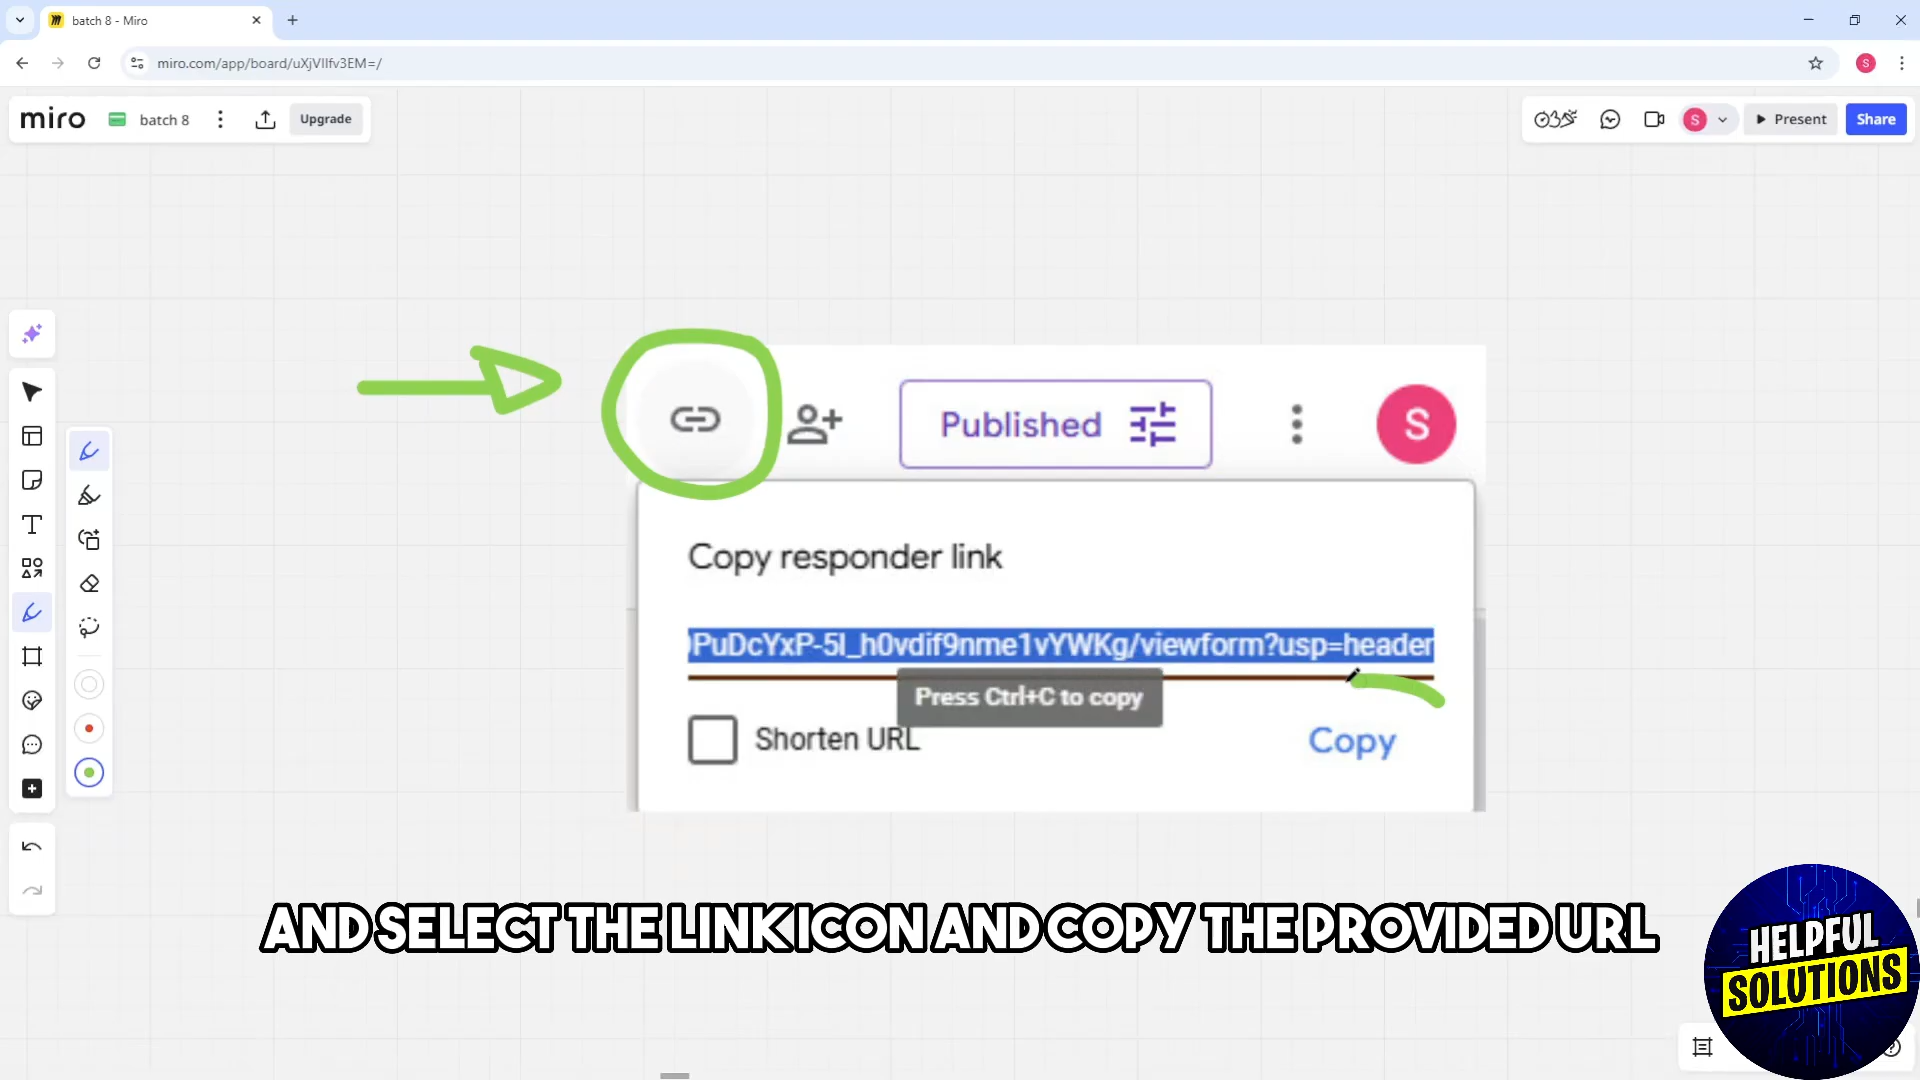 batch 8 - Miro
miro.com/app/board/uXjVIIfv3EM=/
S
miro
batch 8
Upgrade
S
Present
Share
Published
S
Copy responder link
PuDcYxP-5I_h0vdif9nme1vYWKg/viewform?usp=header
Press Ctrl+C to copy
Shorten URL
Copy
AND SELECT THE LINK ICON AND COPY THE PROVIDED URL
HELPFUL
SOLUTIONS